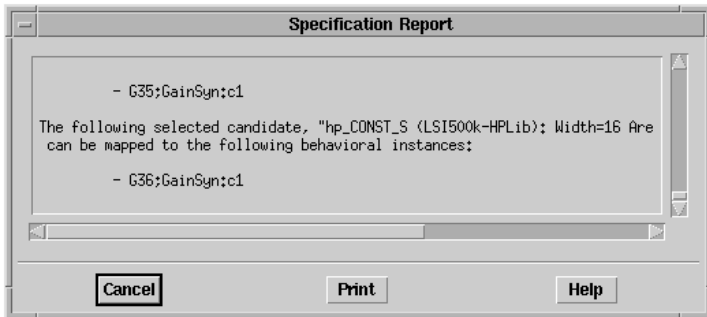 Specification Report
- G35;GainSyn:c1
The following selected candidate, "hp_CONST_S (LSI500k-HPLib): Width=16 Are
can be mapped to the following behavioral instances:
- G36;GainSyn:c1
Cancel Print Help